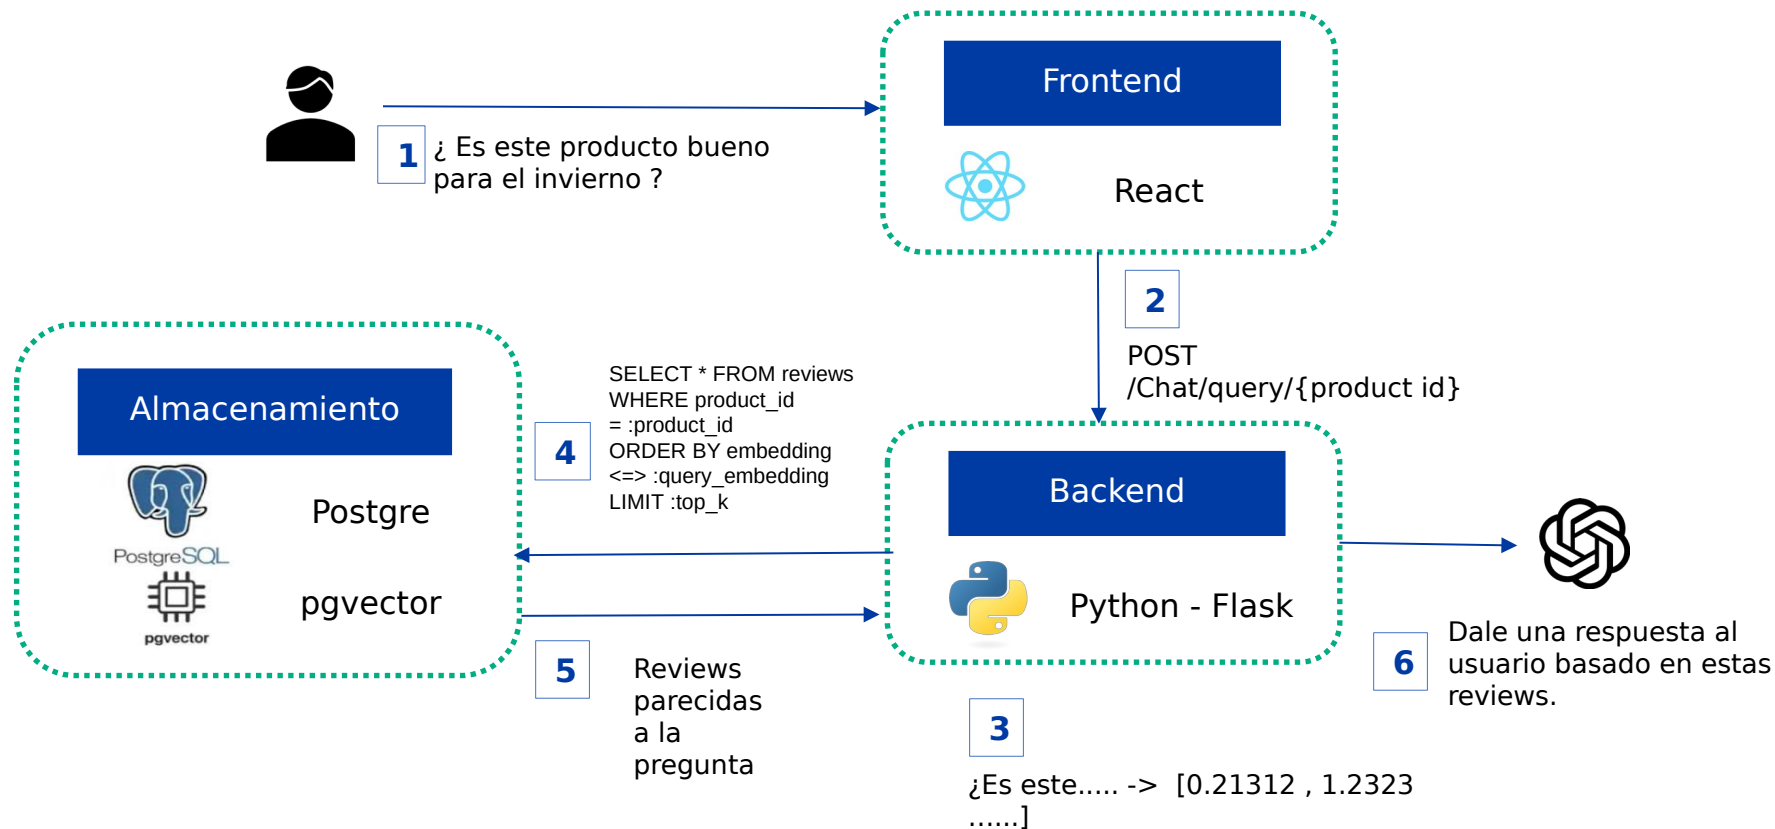 Frontend
React
1
¿ Es este producto bueno
para el invierno ?
2
POST
/Chat/query/{product id}
Almacenamiento
Postgre
PostgreSQL
pgvector
pgvector
4
SELECT * FROM reviews
WHERE product_id
= :product_id
ORDER BY embedding
<=> :query_embedding
LIMIT :top_k
Backend
Python - Flask
5
Reviews
parecidas
a la
pregunta
6
Dale una respuesta al
usuario basado en estas
reviews.
3
¿Es este..... -> [0.21312 , 1.2323
......]